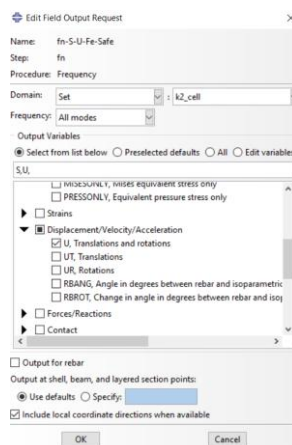 Edit Field Output Request
Name: fn-S-U-Fe-Safe
Step: fn
Procedure: Frequency
Domain: Set : k2_cell
Frequency: All modes
Output Variables
Select from list below Preselected defaults All Edit variables
S,U,
MISESONLY, Mises equivalent stress only
PRESSONLY, Equivalent pressure stress only
Strains
Displacement/Velocity/Acceleration
U, Translations and rotations
UT, Translations
UR, Rotations
RBANG, Angle in degrees between rebar and isoparametric
RBROT, Change in angle in degrees between rebar and isop
Forces/Reactions
Contact
Output for rebar
Output at shell, beam, and layered section points:
Use defaults Specify:
Include local coordinate directions when available
OK Cancel